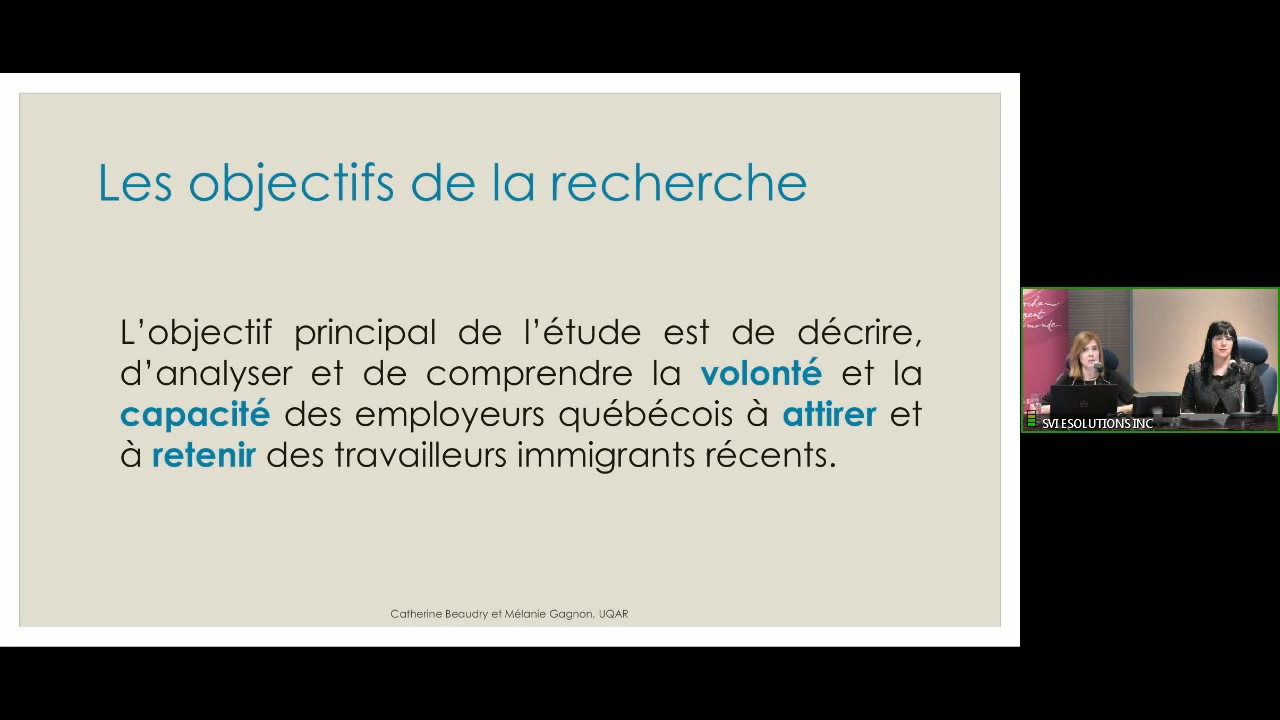 Les objectifs de la recherche
L’objectif principal de l’étude est de décrire,
d’analyser et de comprendre la volonté et la
capacité des employeurs québécois à attirer et
à retenir des travailleurs immigrants récents.
Catherine Beaudry et Mélanie Gagnon, UQAR
monde
SVI ESOLUTIONS INC